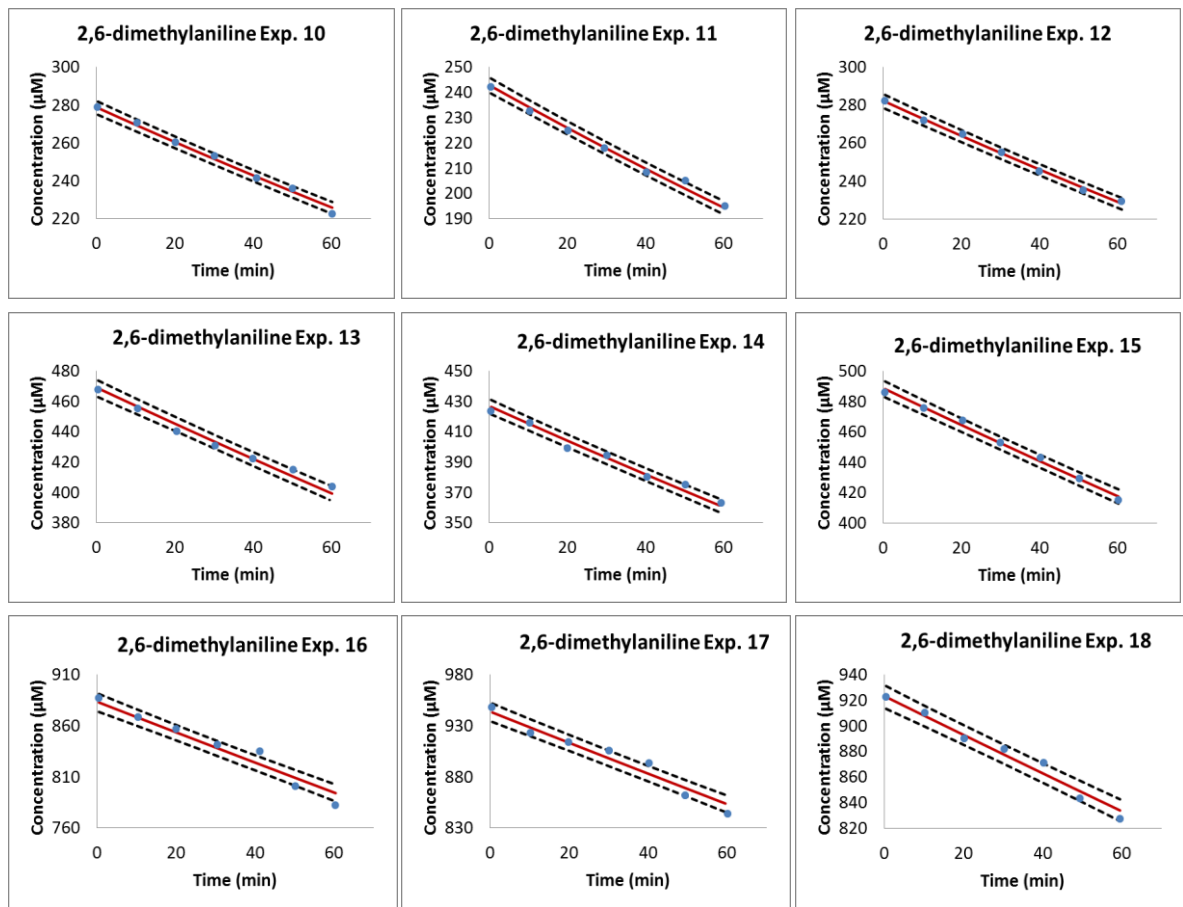 2,6-dimethylaniline Exp. 10
Concentration (µM)
300
280
260
240
220
0 20 40 60
Time (min)
2,6-dimethylaniline Exp. 11
Concentration (µM)
250
240
230
220
210
200
190
0 20 40 60
Time (min)
2,6-dimethylaniline Exp. 12
Concentration (µM)
300
280
260
240
220
0 20 40 60
Time (min)
2,6-dimethylaniline Exp. 13
Concentration (µM)
480
460
440
420
400
380
0 20 40 60
Time (min)
2,6-dimethylaniline Exp. 14
Concentration (µM)
450
430
410
390
370
350
0 20 40 60
Time (min)
2,6-dimethylaniline Exp. 15
Concentration (µM)
500
480
460
440
420
400
0 20 40 60
Time (min)
2,6-dimethylaniline Exp. 16
Concentration (µM)
910
860
810
760
0 20 40 60
Time (min)
2,6-dimethylaniline Exp. 17
Concentration (µM)
980
930
880
830
0 20 40 60
Time (min)
2,6-dimethylaniline Exp. 18
Concentration (µM)
940
920
900
880
860
840
820
0 20 40 60
Time (min)